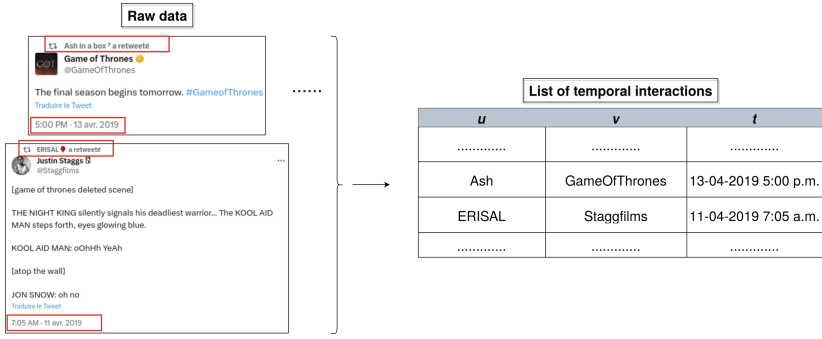 Raw data
Ash in a box ⁷ a retweeté
GOT
Game of Thrones
@GameOfThrones
The final season begins tomorrow. #GameofThrones
Traduire le Tweet
5:00 PM · 13 avr. 2019
......
ERISAL a retweeté
Justin Staggs
@Staggfilms
...
[game of thrones deleted scene]
THE NIGHT KING silently signals his deadliest warrior... The KOOL AID
MAN steps forth, eyes glowing blue.
KOOL AID MAN: oOhHh YeAh
[atop the wall]
JON SNOW: oh no
Traduire le Tweet
7:05 AM · 11 avr. 2019
List of temporal interactions
u v t
............. ............. .............
Ash GameOfThrones 13-04-2019 5:00 p.m.
ERISAL Staggfilms 11-04-2019 7:05 a.m.
............. ............. .............